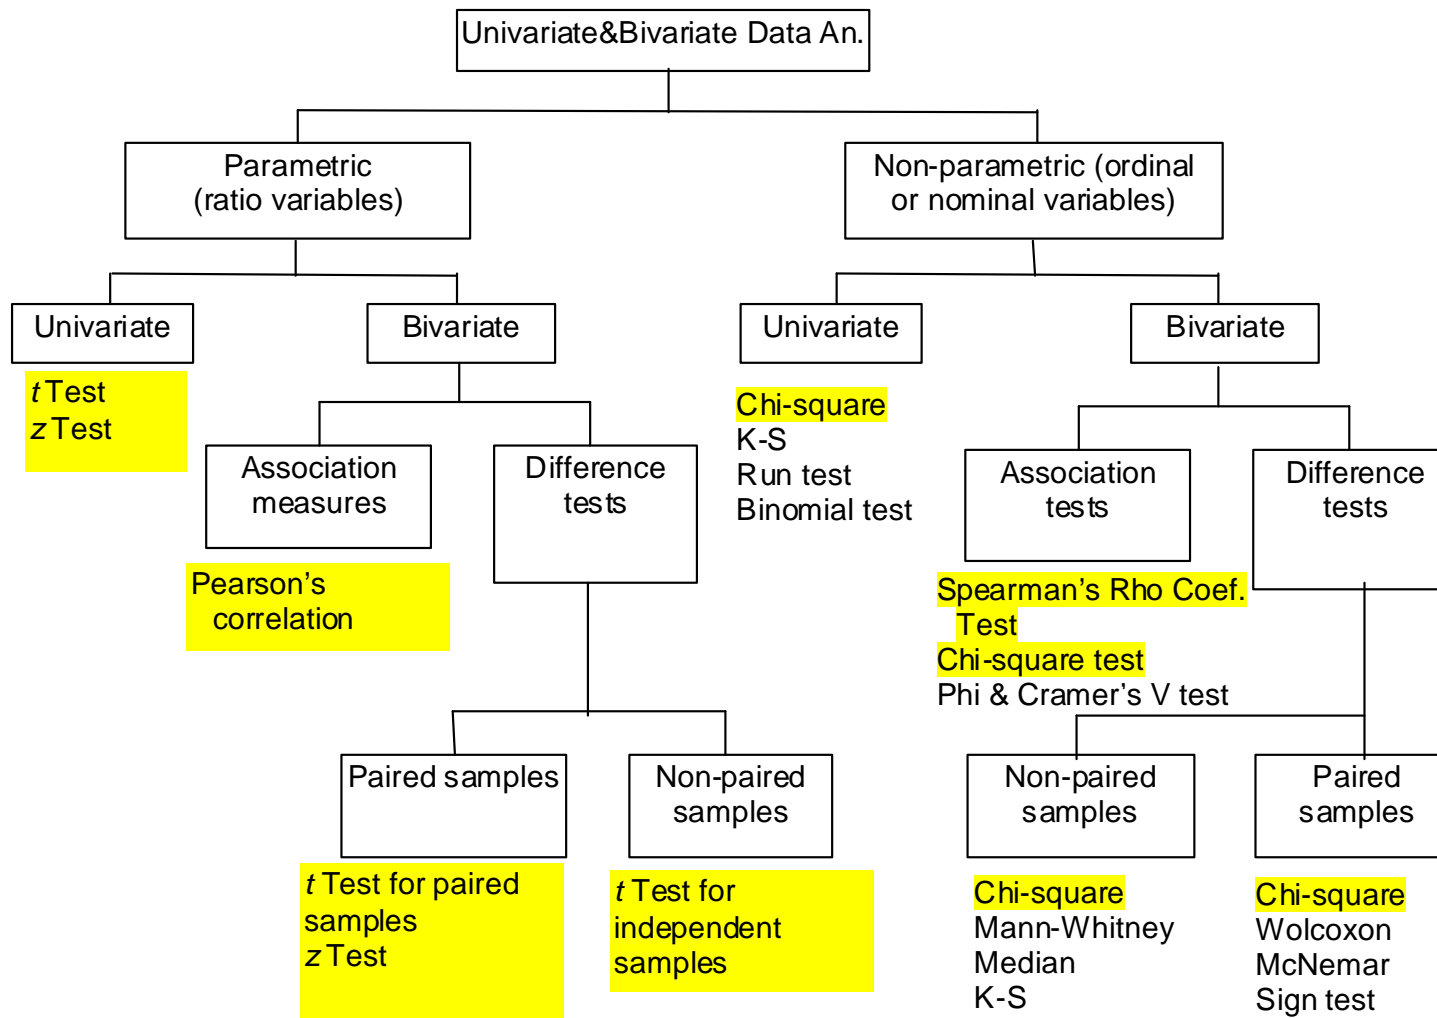 Univariate&Bivariate Data An.
Parametric
(ratio variables)
Non-parametric (ordinal
or nominal variables)
Univariate
Bivariate
Univariate
Bivariate
t Test
z Test
Chi-square
K-S
Run test
Binomial test
Association
measures
Difference
tests
Association
tests
Difference
tests
Pearson’s
correlation
Spearman’s Rho Coef.
Test
Chi-square test
Phi & Cramer’s V test
Paired samples
Non-paired
samples
Non-paired
samples
Paired
samples
t Test for paired
samples
z Test
t Test for
independent
samples
Chi-square
Mann-Whitney
Median
K-S
Chi-square
Wolcoxon
McNemar
Sign test